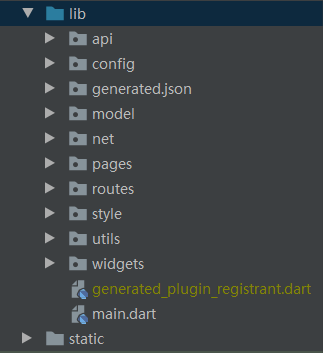 lib
api
config
generated.json
model
net
pages
routes
style
utils
widgets
generated_plugin_registrant.dart
main.dart
static